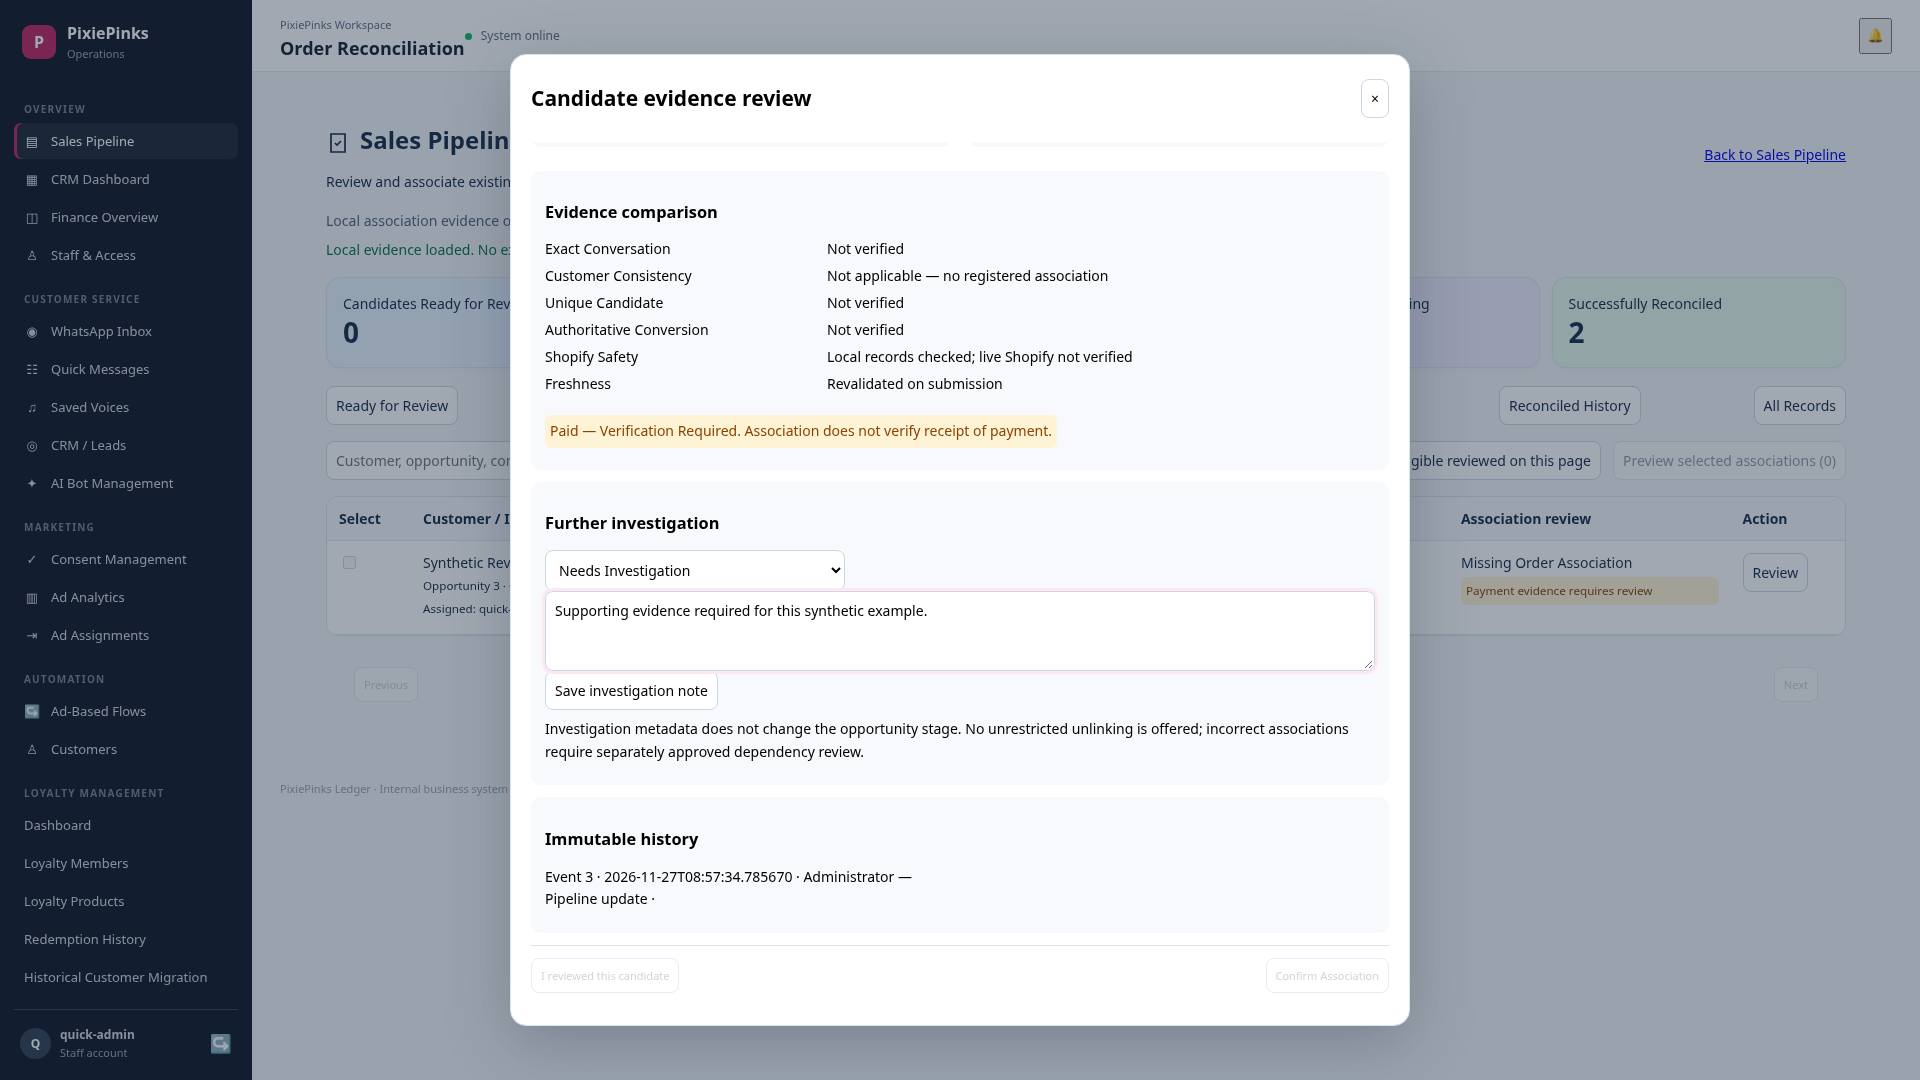 P
PixiePinks
Operations
OVERVIEW
Sales Pipeline
CRM Dashboard
Finance Overview
Staff & Access
CUSTOMER SERVICE
WhatsApp Inbox
Quick Messages
Saved Voices
CRM / Leads
AI Bot Management
MARKETING
Consent Management
Ad Analytics
Ad Assignments
AUTOMATION
Ad-Based Flows
Customers
LOYALTY MANAGEMENT
Dashboard
Loyalty Members
Loyalty Products
Redemption History
Historical Customer Migration
Q
quick-admin
Staff account
PixiePinks Workspace
Order Reconciliation
System online
Sales Pipelin
Back to Sales Pipeline
Review and associate existin
Local association evidence o
Local evidence loaded. No ex
Candidates Ready for Rev
0
ing
Successfully Reconciled
2
Ready for Review
Reconciled History
All Records
Customer, opportunity, con
gible reviewed on this page
Preview selected associations (0)
Select
Customer / I
Association review
Action
Synthetic Rev
Opportunity 3 ·
Assigned: quick-
Missing Order Association
Payment evidence requires review
Review
Previous
Next
PixiePinks Ledger · Internal business system
Candidate evidence review
×
Evidence comparison
Exact Conversation Not verified
Customer Consistency Not applicable — no registered association
Unique Candidate Not verified
Authoritative Conversion Not verified
Shopify Safety Local records checked; live Shopify not verified
Freshness Revalidated on submission
Paid — Verification Required. Association does not verify receipt of payment.
Further investigation
Needs Investigation
Supporting evidence required for this synthetic example.
Save investigation note
Investigation metadata does not change the opportunity stage. No unrestricted unlinking is offered; incorrect associations
require separately approved dependency review.
Immutable history
Event 3 · 2026-11-27T08:57:34.785670 · Administrator —
Pipeline update ·
I reviewed this candidate
Confirm Association